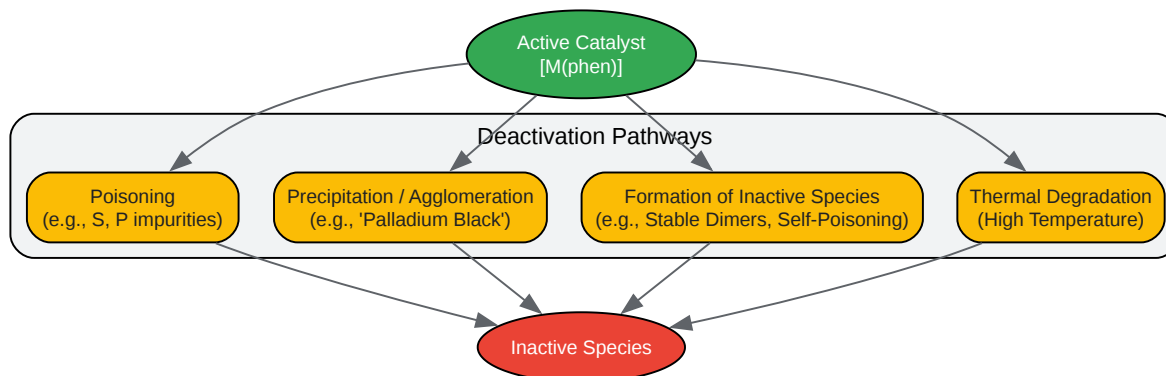 Active Catalyst
[M(phen)]
Deactivation Pathways
Poisoning
(e.g., S, P impurities)
Precipitation / Agglomeration
(e.g., 'Palladium Black')
Formation of Inactive Species
(e.g., Stable Dimers, Self-Poisoning)
Thermal Degradation
(High Temperature)
Inactive Species